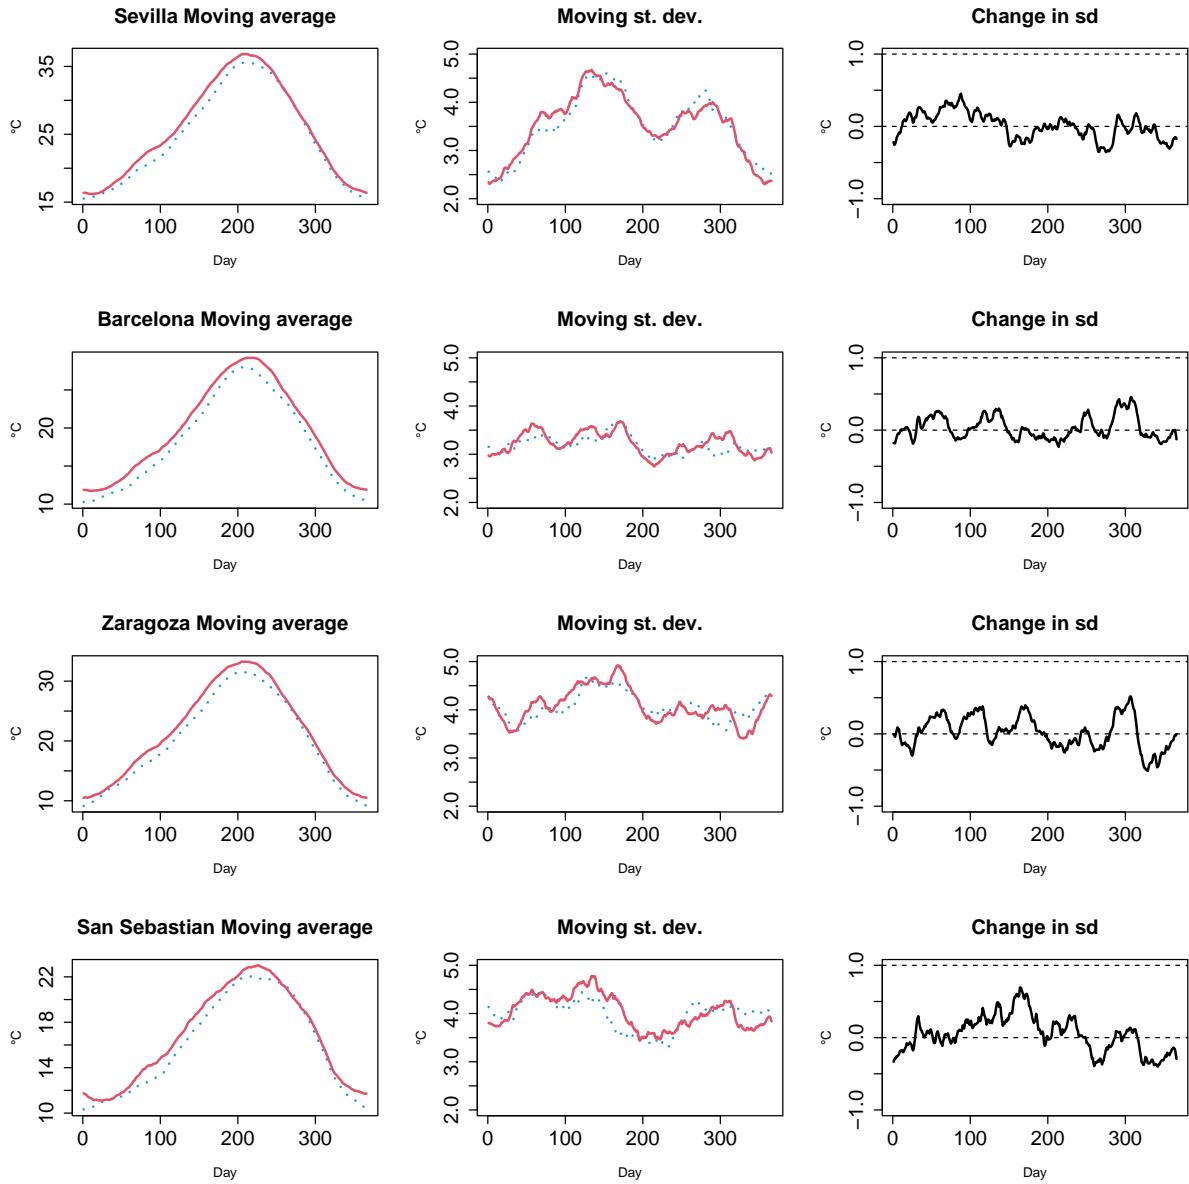 Sevilla Moving average
Moving st. dev.
Change in sd
°C
15
25
35
0
100
200
300
Day
°C
2.0
3.0
4.0
5.0
0
100
200
300
Day
°C
−1.0
0.0
1.0
0
100
200
300
Day
Barcelona Moving average
Moving st. dev.
Change in sd
°C
10
20
0
100
200
300
Day
°C
2.0
3.0
4.0
5.0
0
100
200
300
Day
°C
−1.0
0.0
1.0
0
100
200
300
Day
Zaragoza Moving average
Moving st. dev.
Change in sd
°C
10
20
30
0
100
200
300
Day
°C
2.0
3.0
4.0
5.0
0
100
200
300
Day
°C
−1.0
0.0
1.0
0
100
200
300
Day
San Sebastian Moving average
Moving st. dev.
Change in sd
°C
10
14
18
22
0
100
200
300
Day
°C
2.0
3.0
4.0
5.0
0
100
200
300
Day
°C
−1.0
0.0
1.0
0
100
200
300
Day